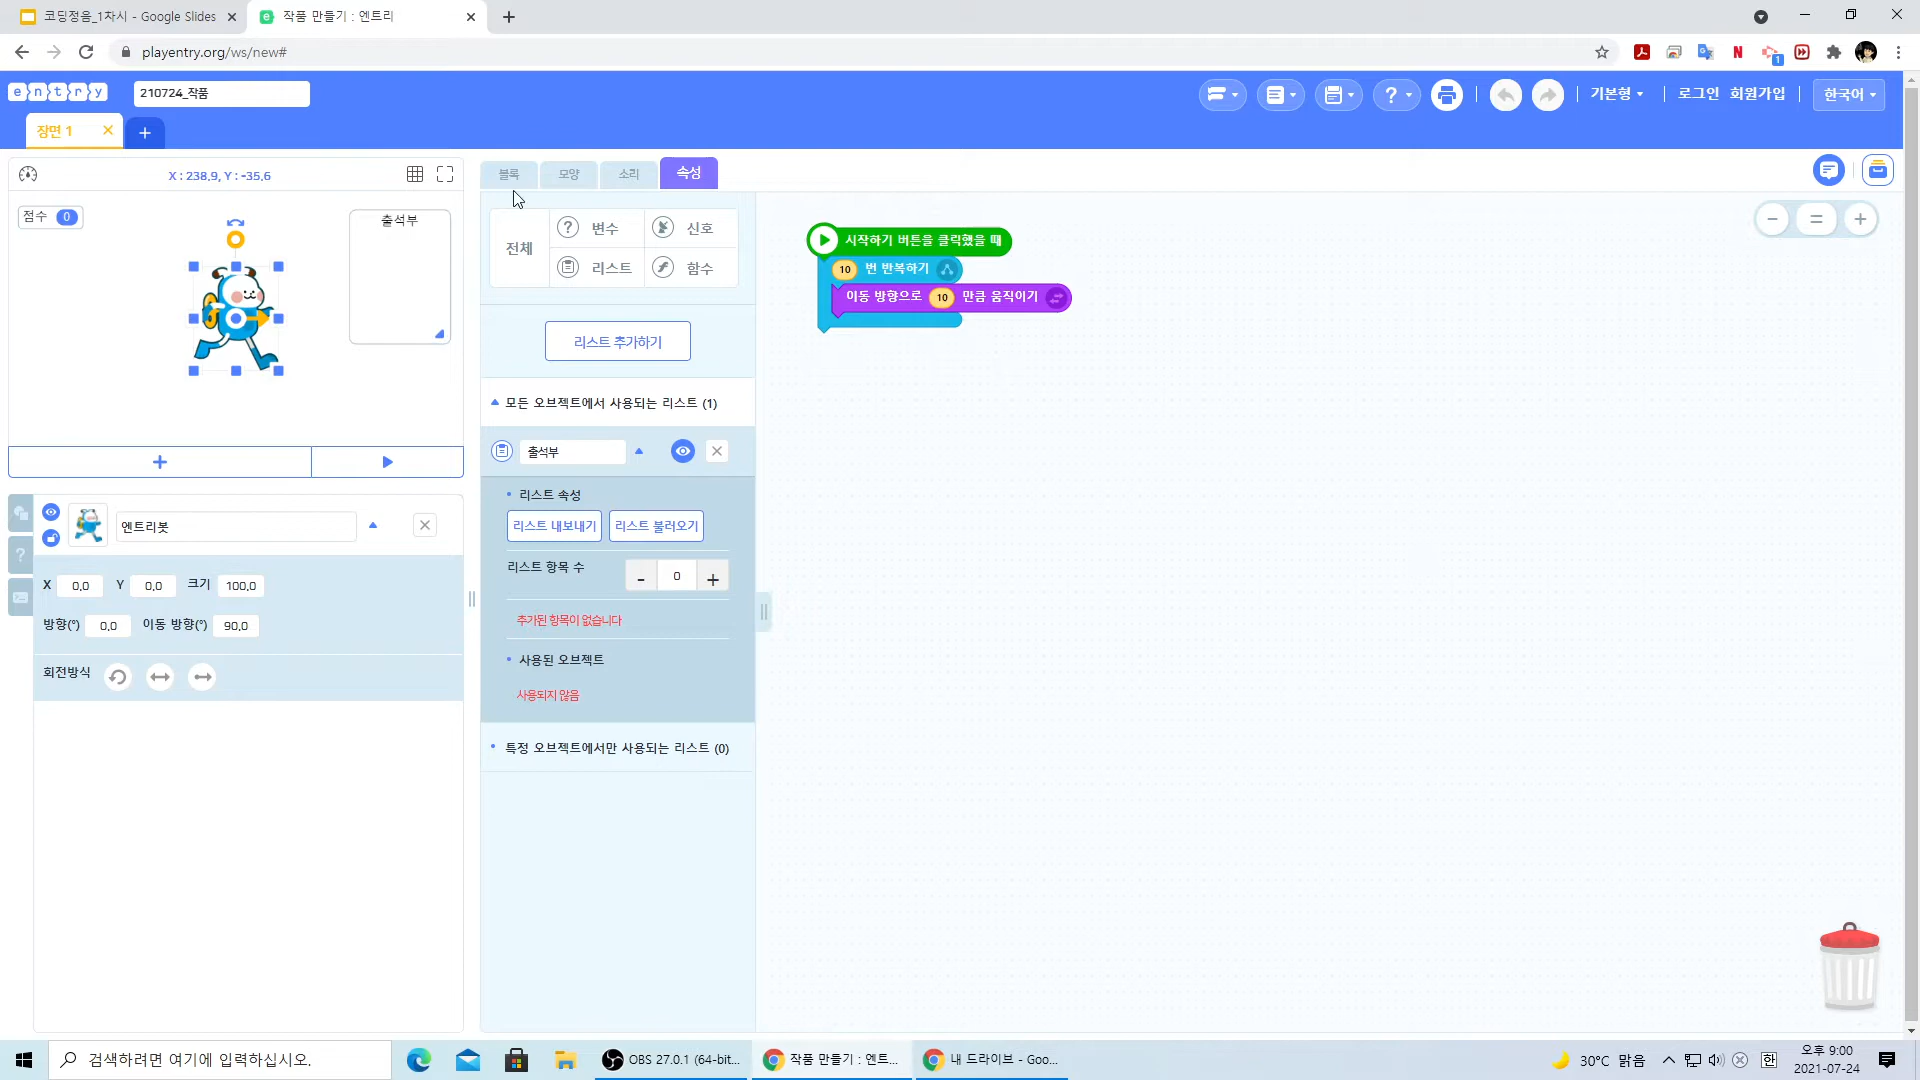 코딩정음_1차시 - Google Slides
작품 만들기 : 엔트리
playentry.org/ws/new#
entry
210724_작품
기본형
로그인
회원가입
한국어
장면 1
X : 238.9, Y : -35.6
점수 0
출석부
블록
모양
소리
속성
전체
변수
신호
리스트
함수
리스트 추가하기
모든 오브젝트에서 사용되는 리스트 (1)
출석부
리스트 속성
리스트 내보내기
리스트 불러오기
리스트 항목 수
- 0 +
추가된 항목이 없습니다
사용된 오브젝트
사용되지 않음
특정 오브젝트에서만 사용되는 리스트 (0)
시작하기 버튼을 클릭했을 때
10 번 반복하기
이동 방향으로 10 만큼 움직이기
엔트리봇
X 0.0 Y 0.0 크기 100.0
방향(°) 0.0 이동 방향(°) 90.0
회전방식
검색하려면 여기에 입력하십시오.
OBS 27.0.1 (64-bit...
작품 만들기 : 엔트...
내 드라이브 - Goo...
30°C 맑음
한
오후 9:00
2021-07-24